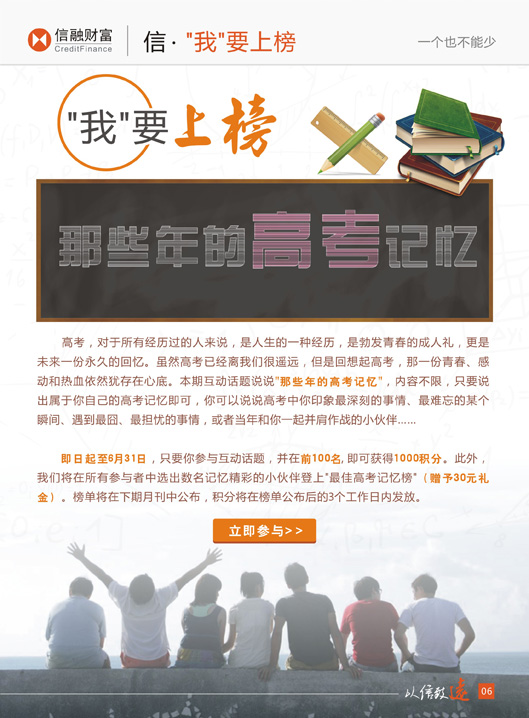 信融财富
CreditFinance
信·"我"要上榜
一个也不能少
"我"要上榜
那些年的高考记忆
高考，对于所有经历过的人来说，是人生的一种经历，是勃发青春的成人礼，更是
未来一份永久的回忆。虽然高考已经离我们很遥远，但是回想起高考，那一份青春、感
动和热血依然犹存在心底。本期互动话题说说"那些年的高考记忆"，内容不限，只要说
出属于你自己的高考记忆即可，你可以说说高考中你印象最深刻的事情、最难忘的某个
瞬间、遇到最囧、最担忧的事情，或者当年和你一起并肩作战的小伙伴......
即日起至6月31日，只要你参与互动话题，并在前100名,即可获得1000积分。此外，
我们将在所有参与者中选出数名记忆精彩的小伙伴登上"最佳高考记忆榜"（赠予30元礼
金）。榜单将在下期月刊中公布，积分将在榜单公布后的3个工作日内发放。
立即参与>>
以信致远
06